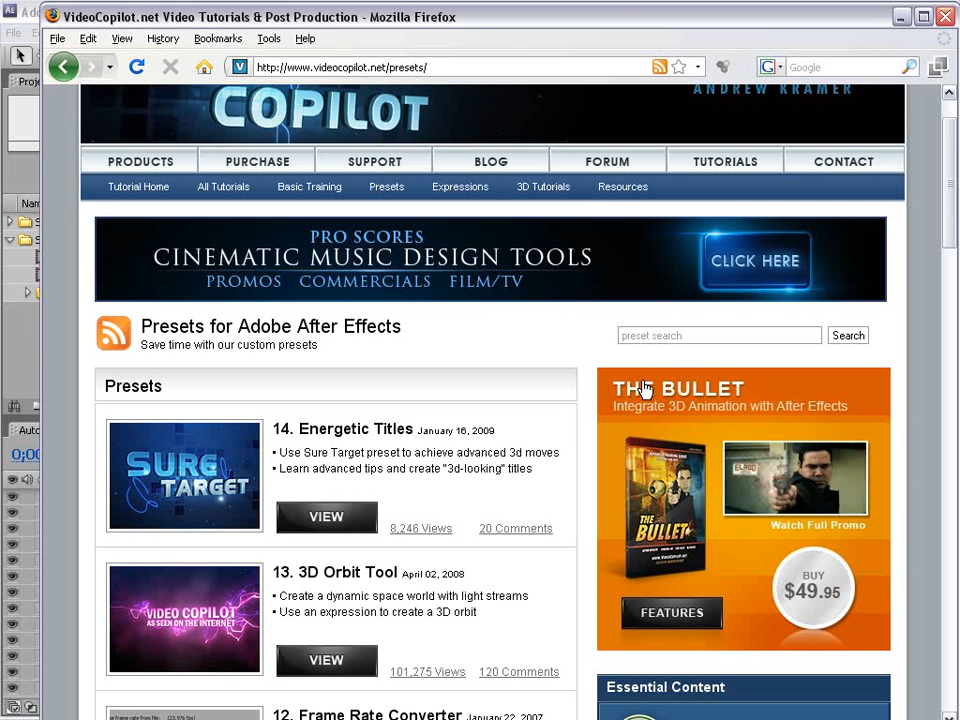 VideoCopilot.net Video Tutorials & Post Production - Mozilla Firefox
File Edit View History Bookmarks Tools Help
http://www.videocopilot.net/presets/
Google
COPILOT
ANDREW KRAMER
PRODUCTS PURCHASE SUPPORT BLOG FORUM TUTORIALS CONTACT
Tutorial Home All Tutorials Basic Training Presets Expressions 3D Tutorials Resources
PRO SCORES
CINEMATIC MUSIC DESIGN TOOLS
PROMOS COMMERCIALS FILM/TV
CLICK HERE
Presets for Adobe After Effects
Save time with our custom presets
preset search
Search
Presets
14. Energetic Titles January 16, 2009
• Use Sure Target preset to achieve advanced 3d moves
• Learn advanced tips and create "3d-looking" titles
SURE
TARGET
VIEW
8,246 Views 20 Comments
13. 3D Orbit Tool April 02, 2008
• Create a dynamic space world with light streams
• Use an expression to create a 3D orbit
VIDEO COPILOT
AS SEEN ON THE INTERNET
VIEW
101,275 Views 120 Comments
12. Frame Rate Converter January 22, 2007
THE BULLET
Integrate 3D Animation with After Effects
THE
BULLET
Watch Full Promo
BUY
$49.95
FEATURES
Essential Content
Ado
File
Proje
Nam
Auto
0;00